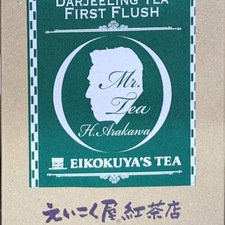 DARJEELING TEA
FIRST FLUSH
Mr.
Tea
H. Arakawa
EIKOKUYA'S TEA
えいこく屋紅茶店